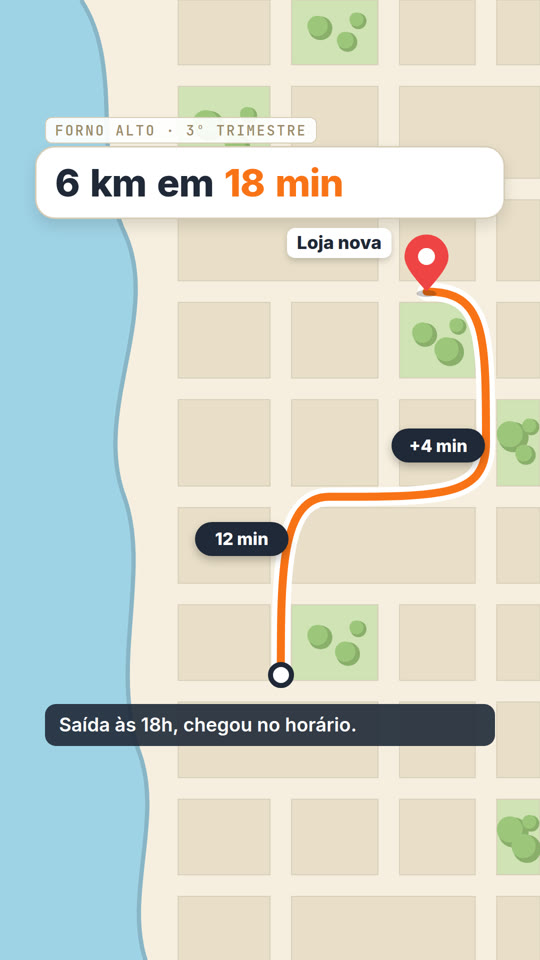 FORNO ALTO · 3° TRIMESTRE
6 km em 18 min
Loja nova
+4 min
12 min
Saída às 18h, chegou no horário.